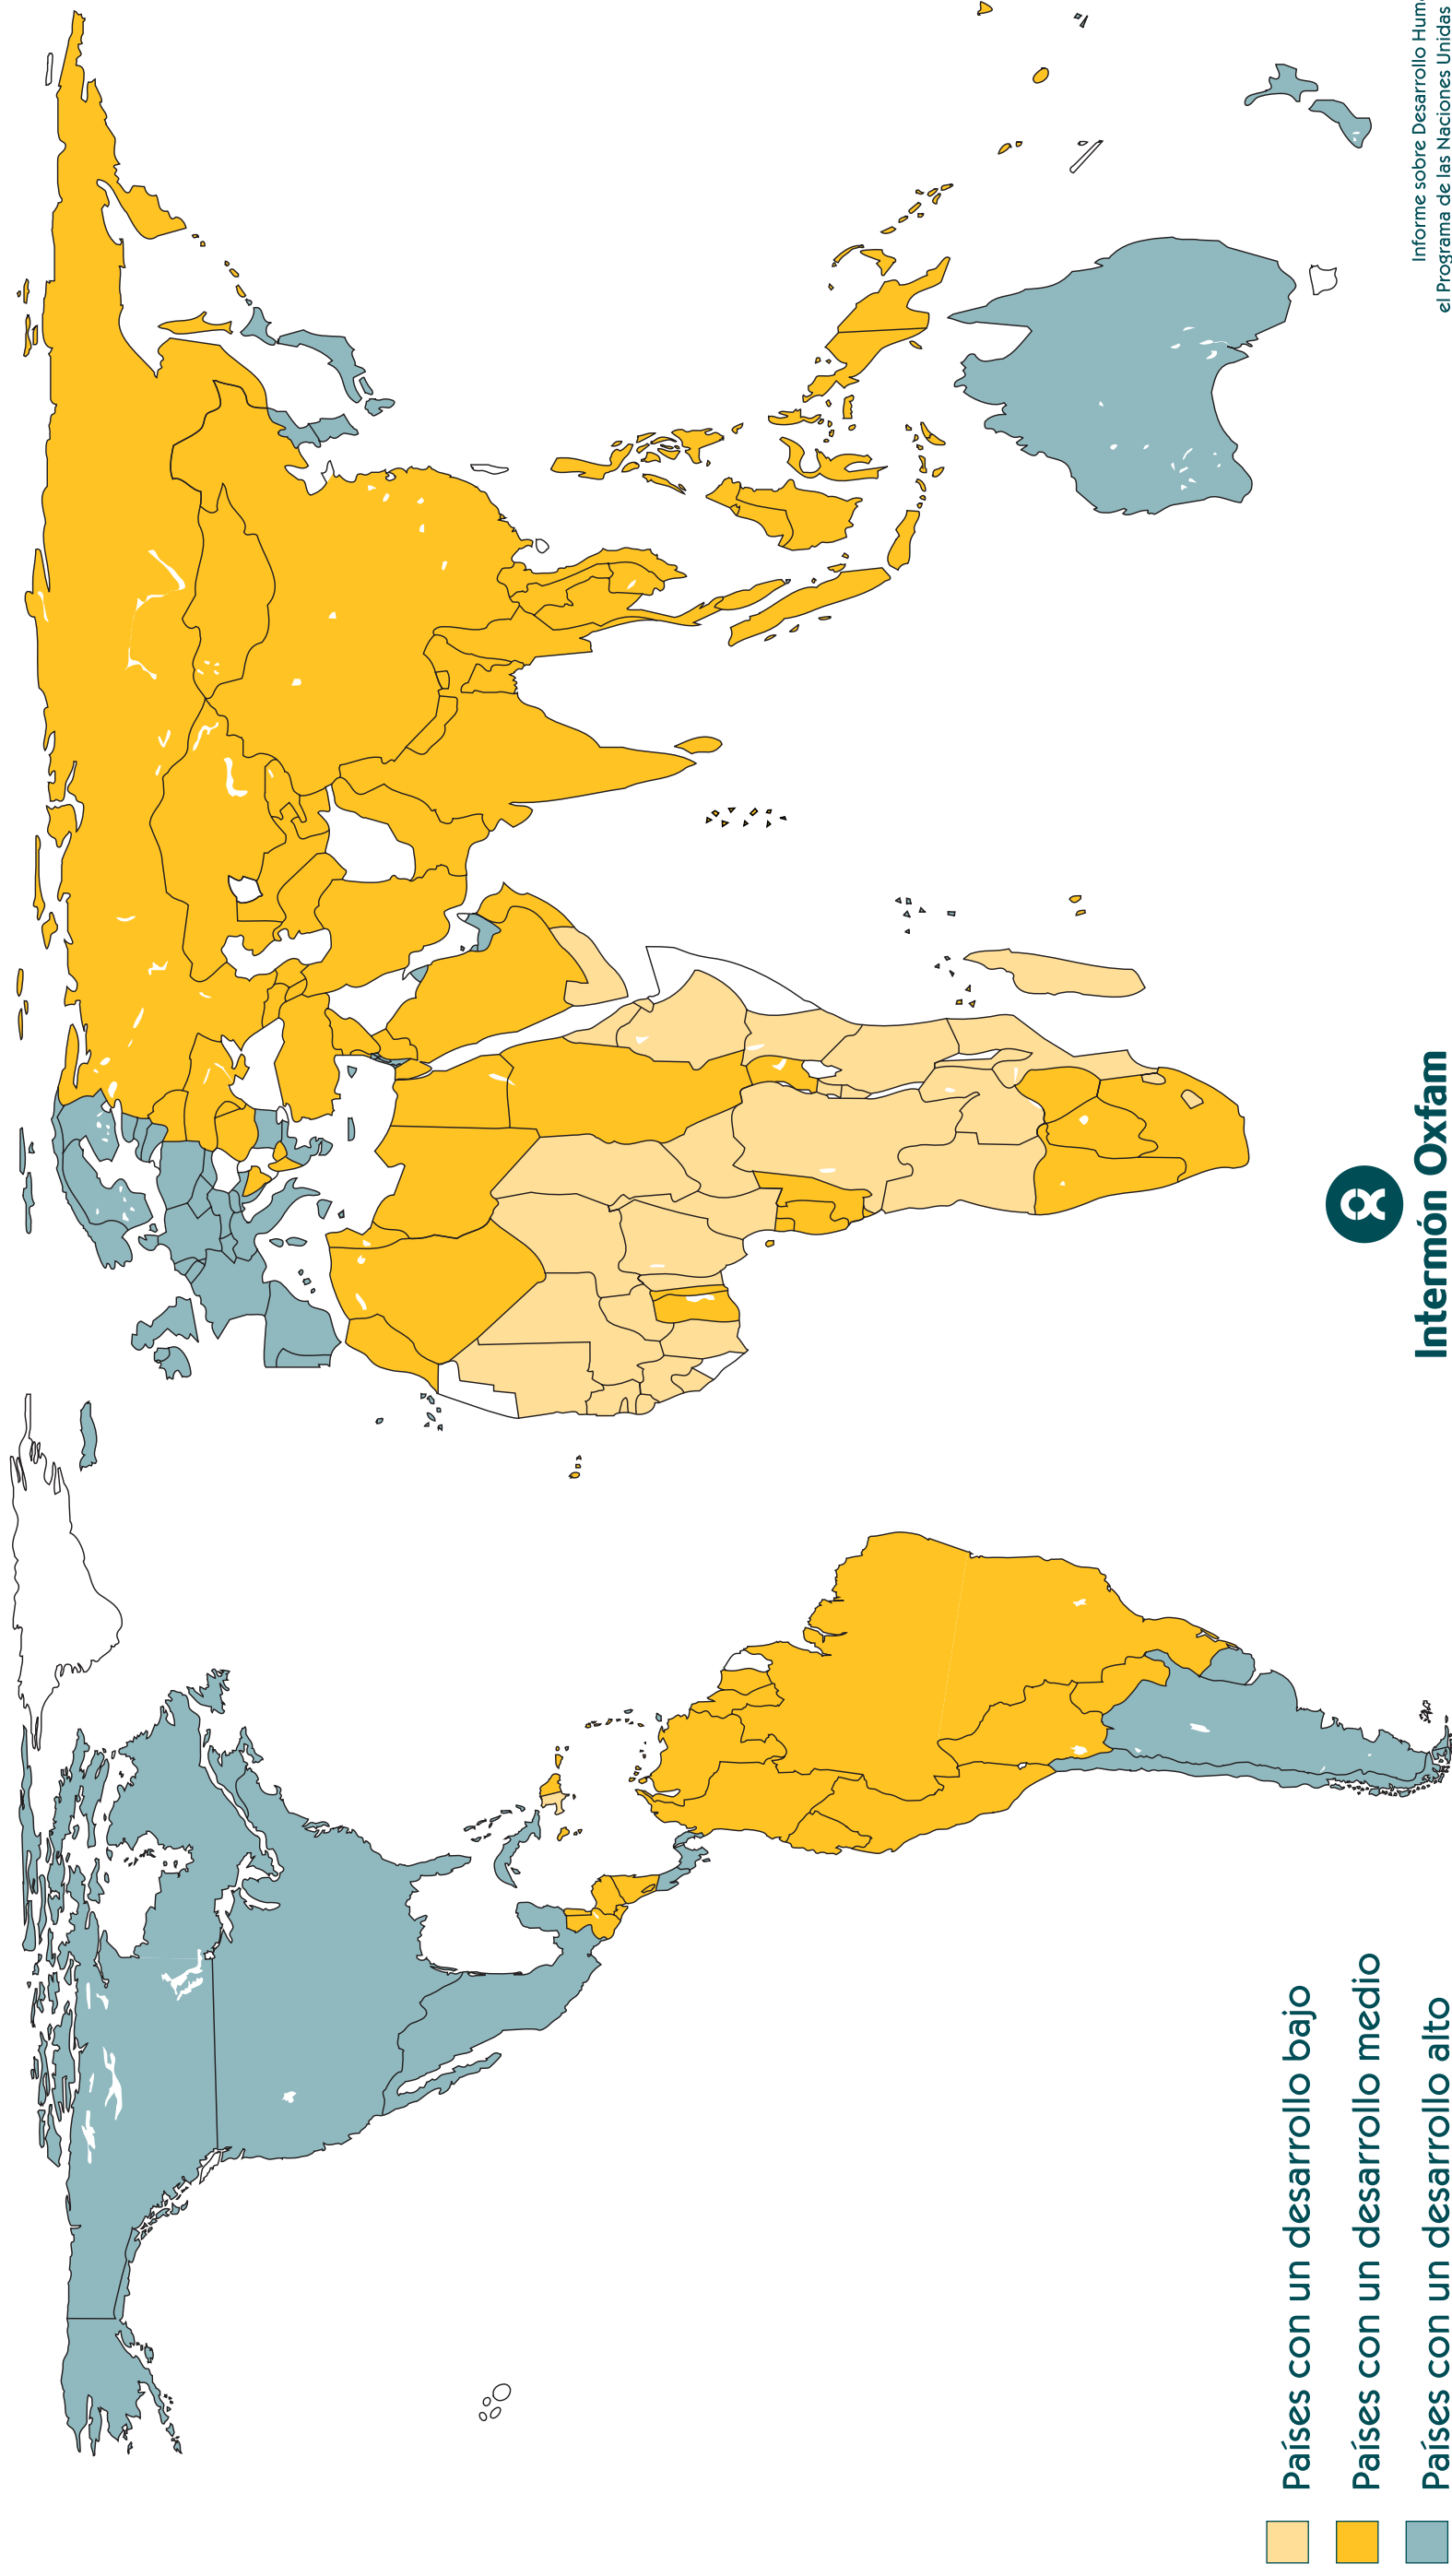 Países con un desarrollo bajo
Países con un desarrollo medio
Países con un desarrollo alto
Intermón Oxfam
Informe sobre Desarrollo
el Programa de las Naciones Unidas